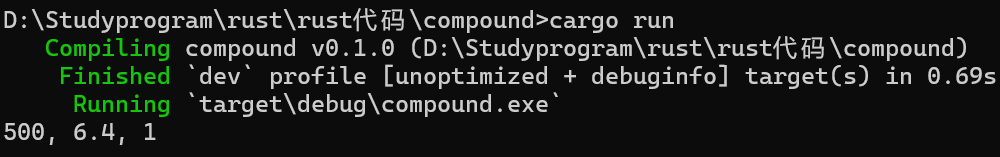 D:\Studyprogram\rust\rust代码\compound>cargo run
Compiling compound v0.1.0 (D:\Studyprogram\rust\rust代码\compound)
Finished `dev` profile [unoptimized + debuginfo] target(s) in 0.69s
Running `target\debug\compound.exe`
500, 6.4, 1